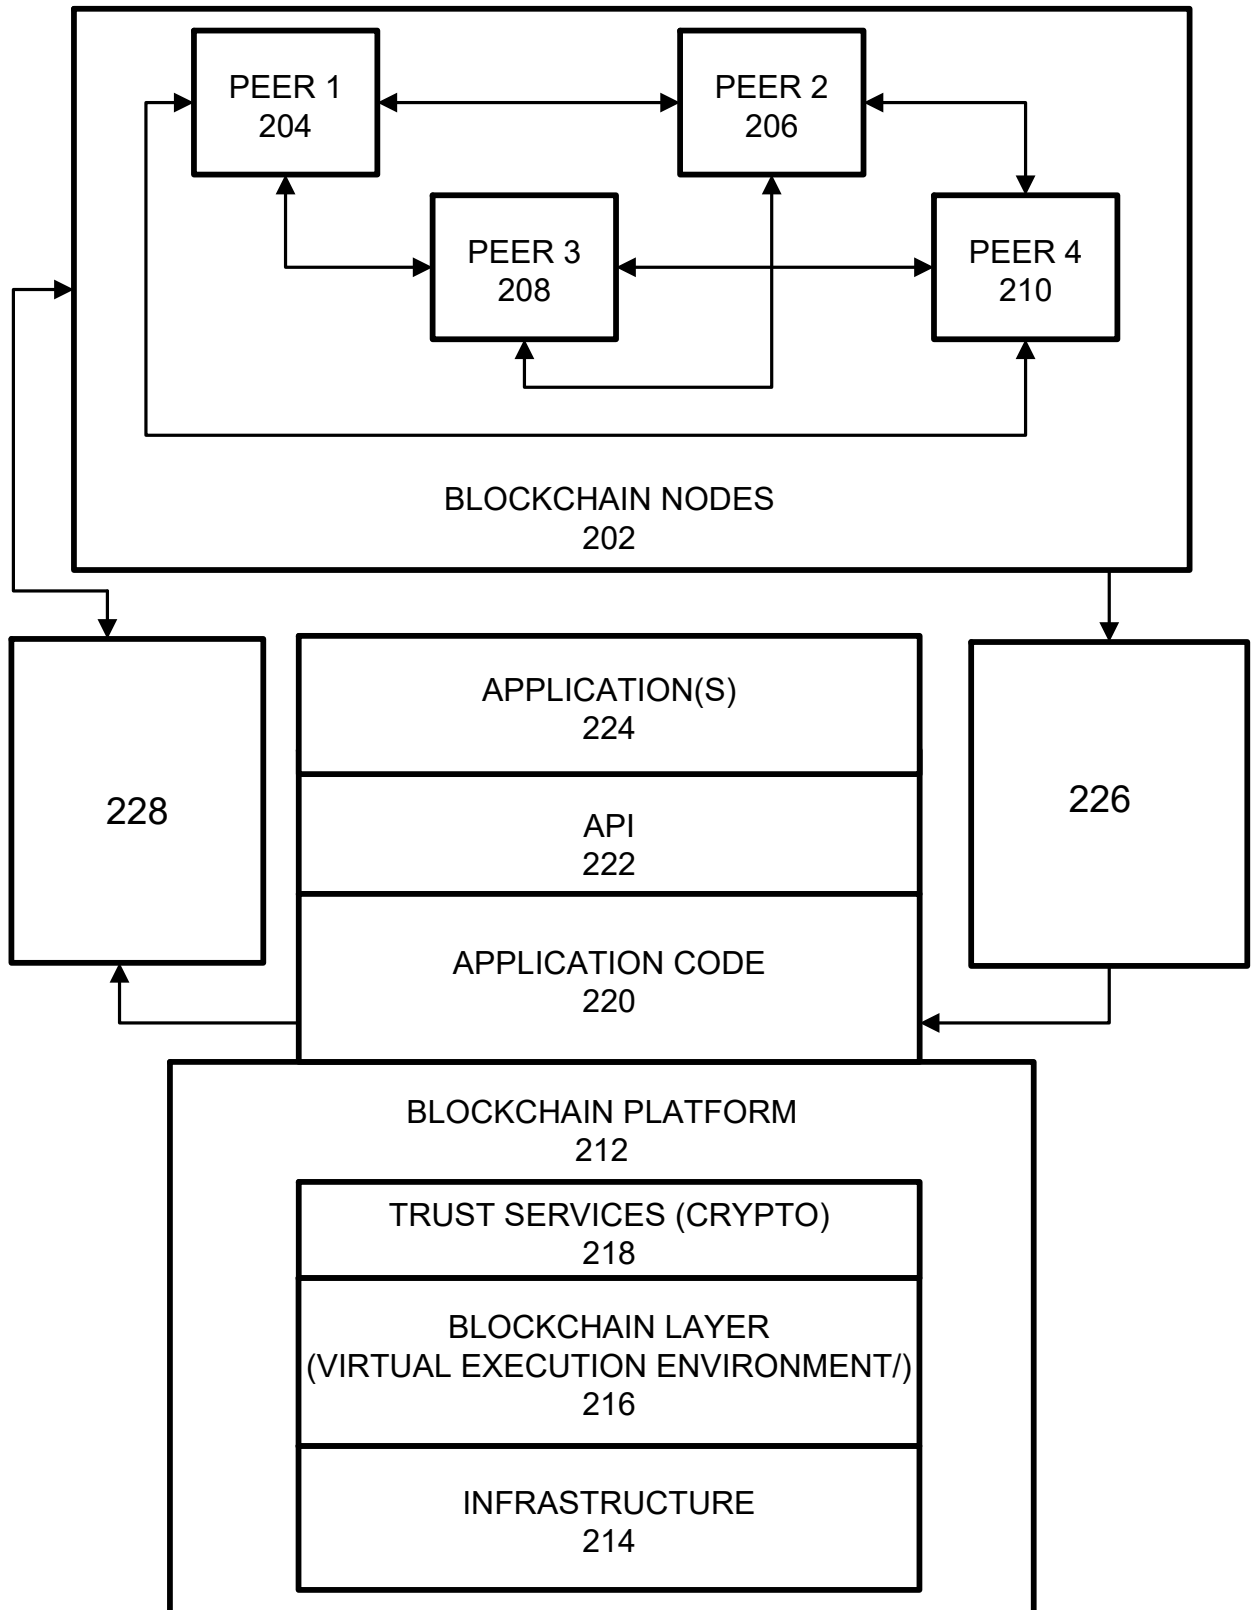 PEER 1
204
PEER 2
206
PEER 3
208
PEER 4
210
BLOCKCHAIN NODES
202
APPLICATION(S)
224
228
226
API
222
APPLICATION CODE
220
BLOCKCHAIN PLATFORM
212
TRUST SERVICES (CRYPTO)
218
BLOCKCHAIN LAYER
(VIRTUAL EXECUTION ENVIRONMENT/)
216
INFRASTRUCTURE
214